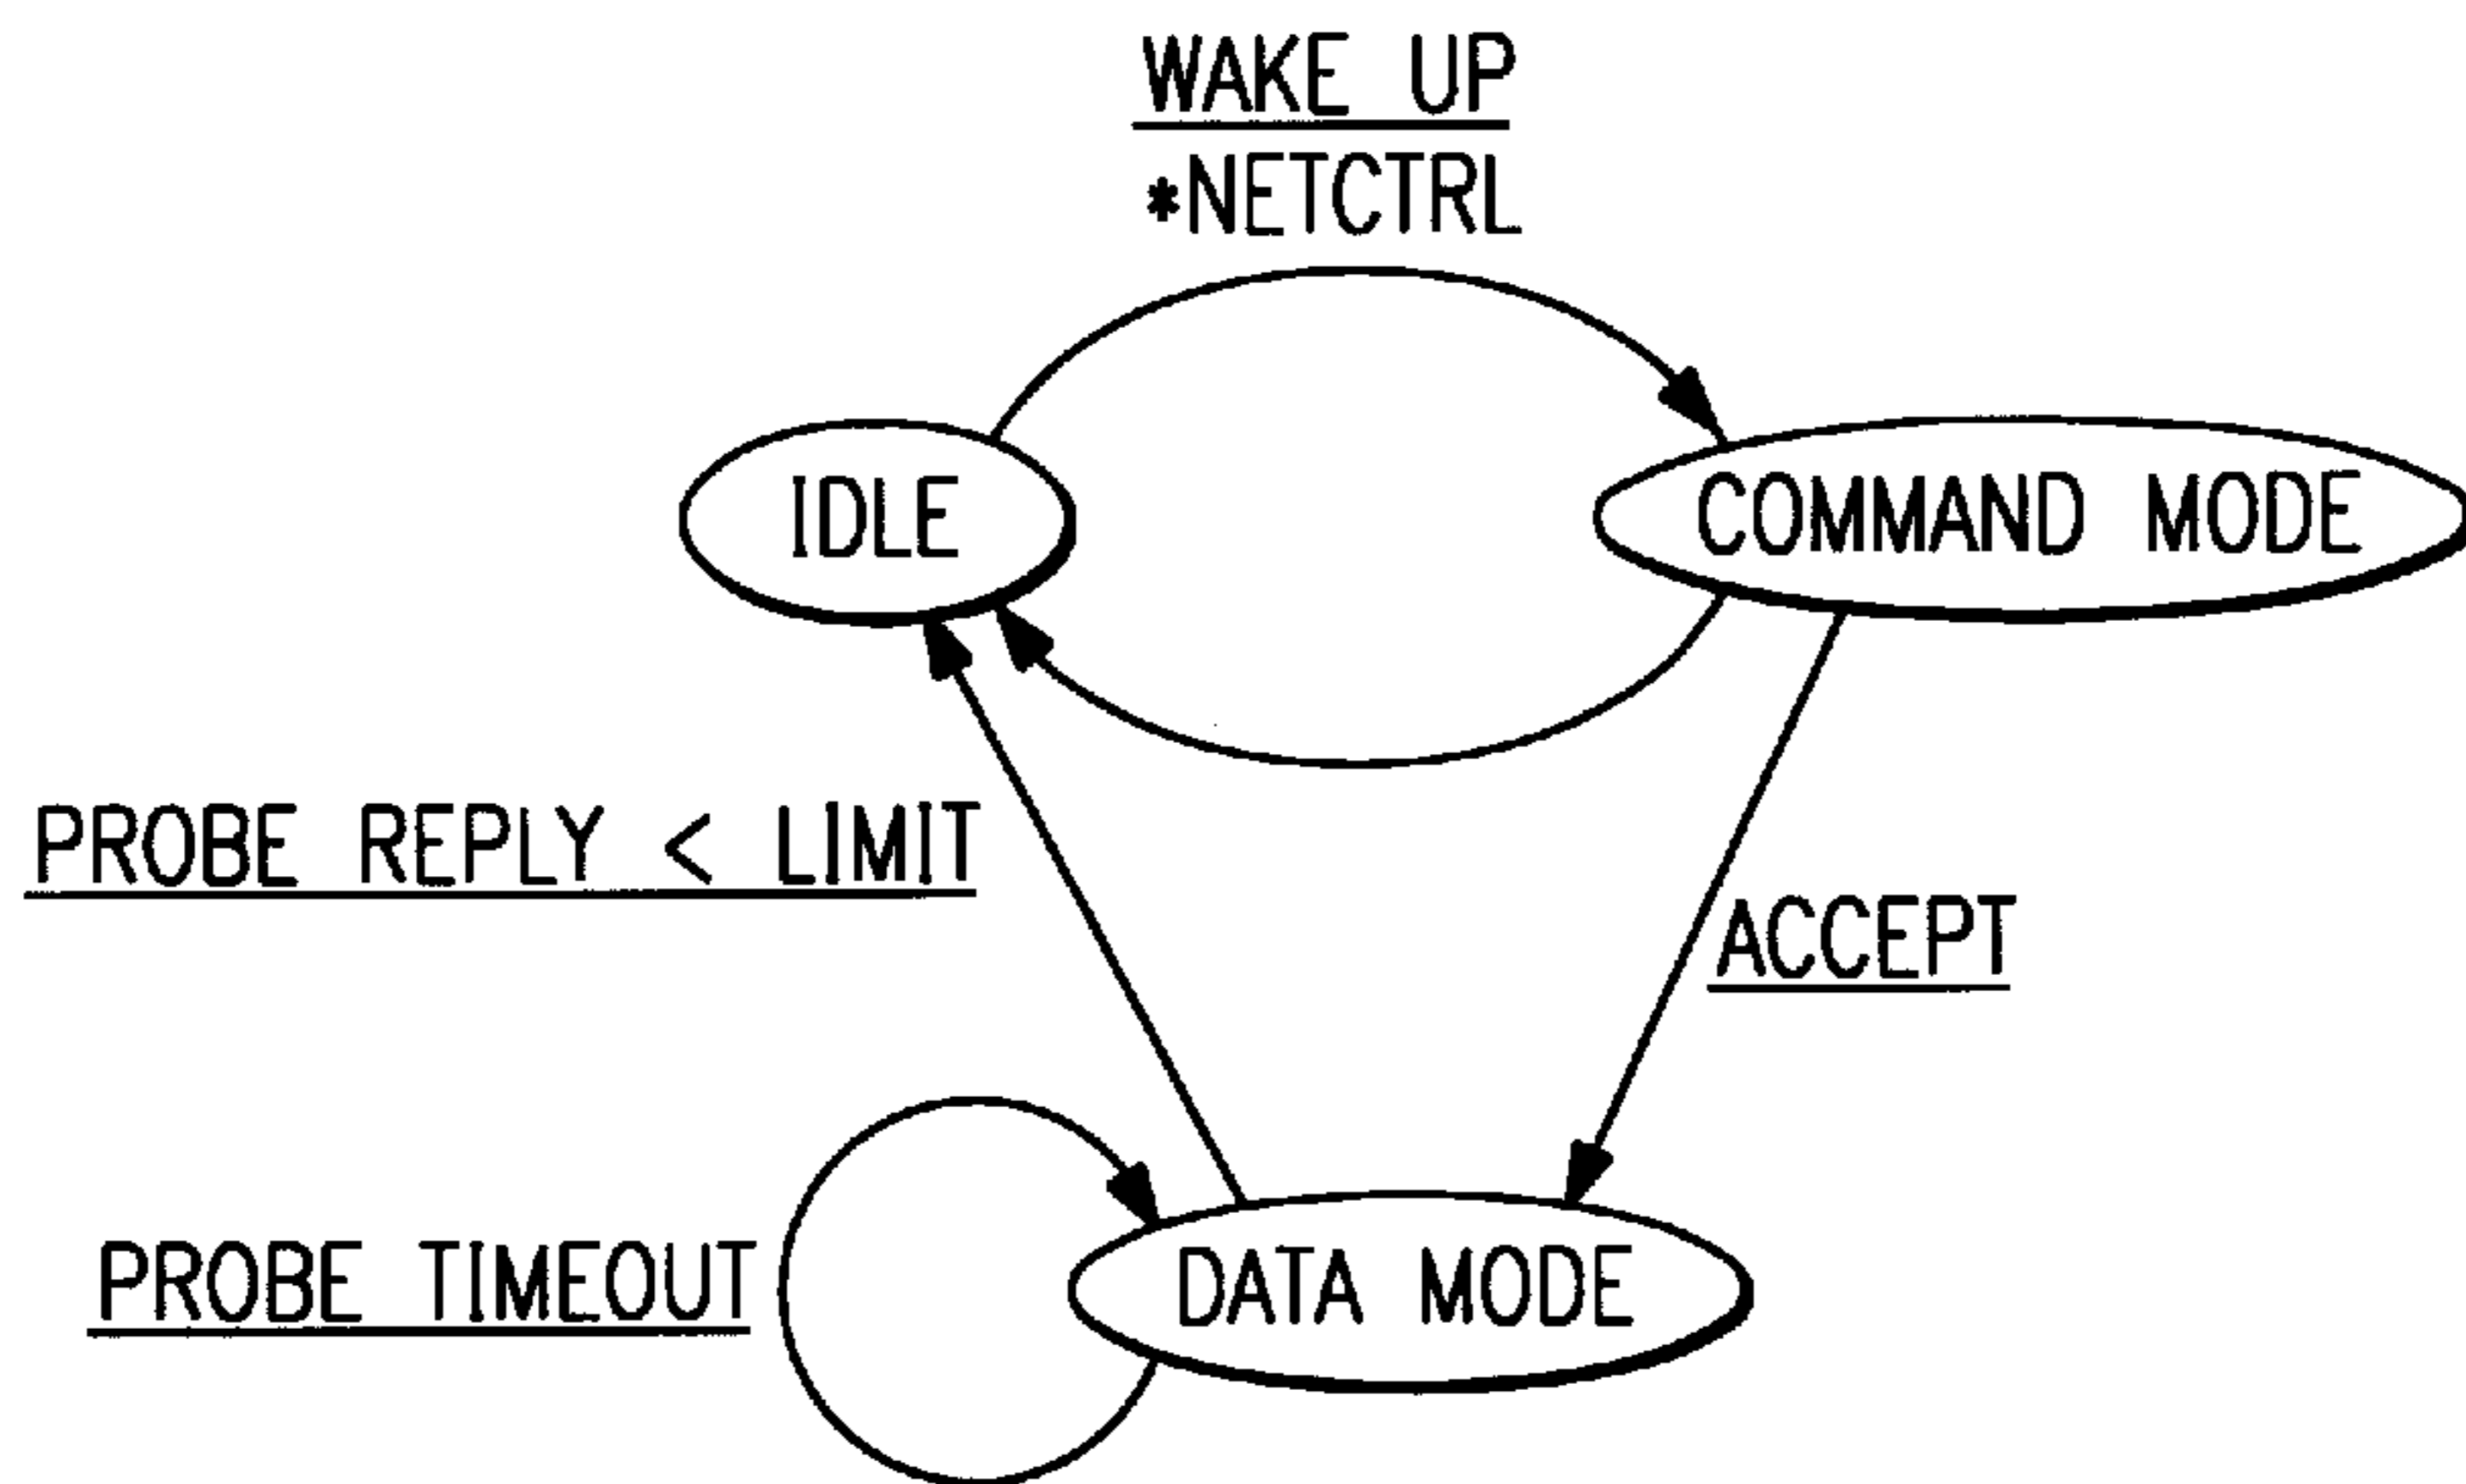 WAKE UP
*NETCTRL
IDLE
COMMAND MODE
PROBE REPLY < LIMIT
ACCEPT
PROBE TIMEOUT
DATA MODE